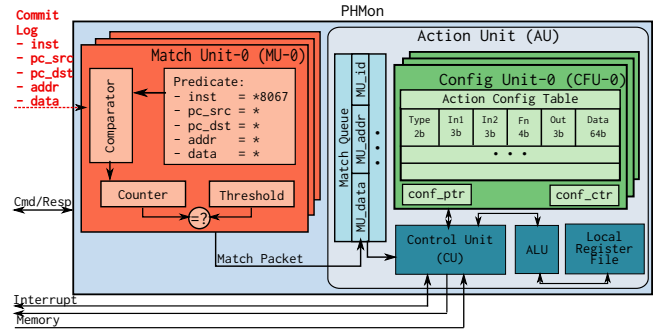 Commit
Log
- inst
- pc_src
- pc_dst
- addr
- data
PHMon
Match Unit-0 (MU-0)
Comparator
Predicate:
- inst = *8067
- pc_src = *
- pc_dst = *
- addr = *
- data = *
Counter
=?
Threshold
Cmd/Resp
Match Packet
Action Unit (AU)
Match Queue
MU_id
MU_addr
MU_data
Config Unit-0 (CFU-0)
Action Config Table
Type In1 In2 Fn Out Data
2b 3b 3b 4b 3b 64b
conf_ptr
conf_ctr
Control Unit
(CU)
ALU
Local
Register
File
Interrupt
Memory